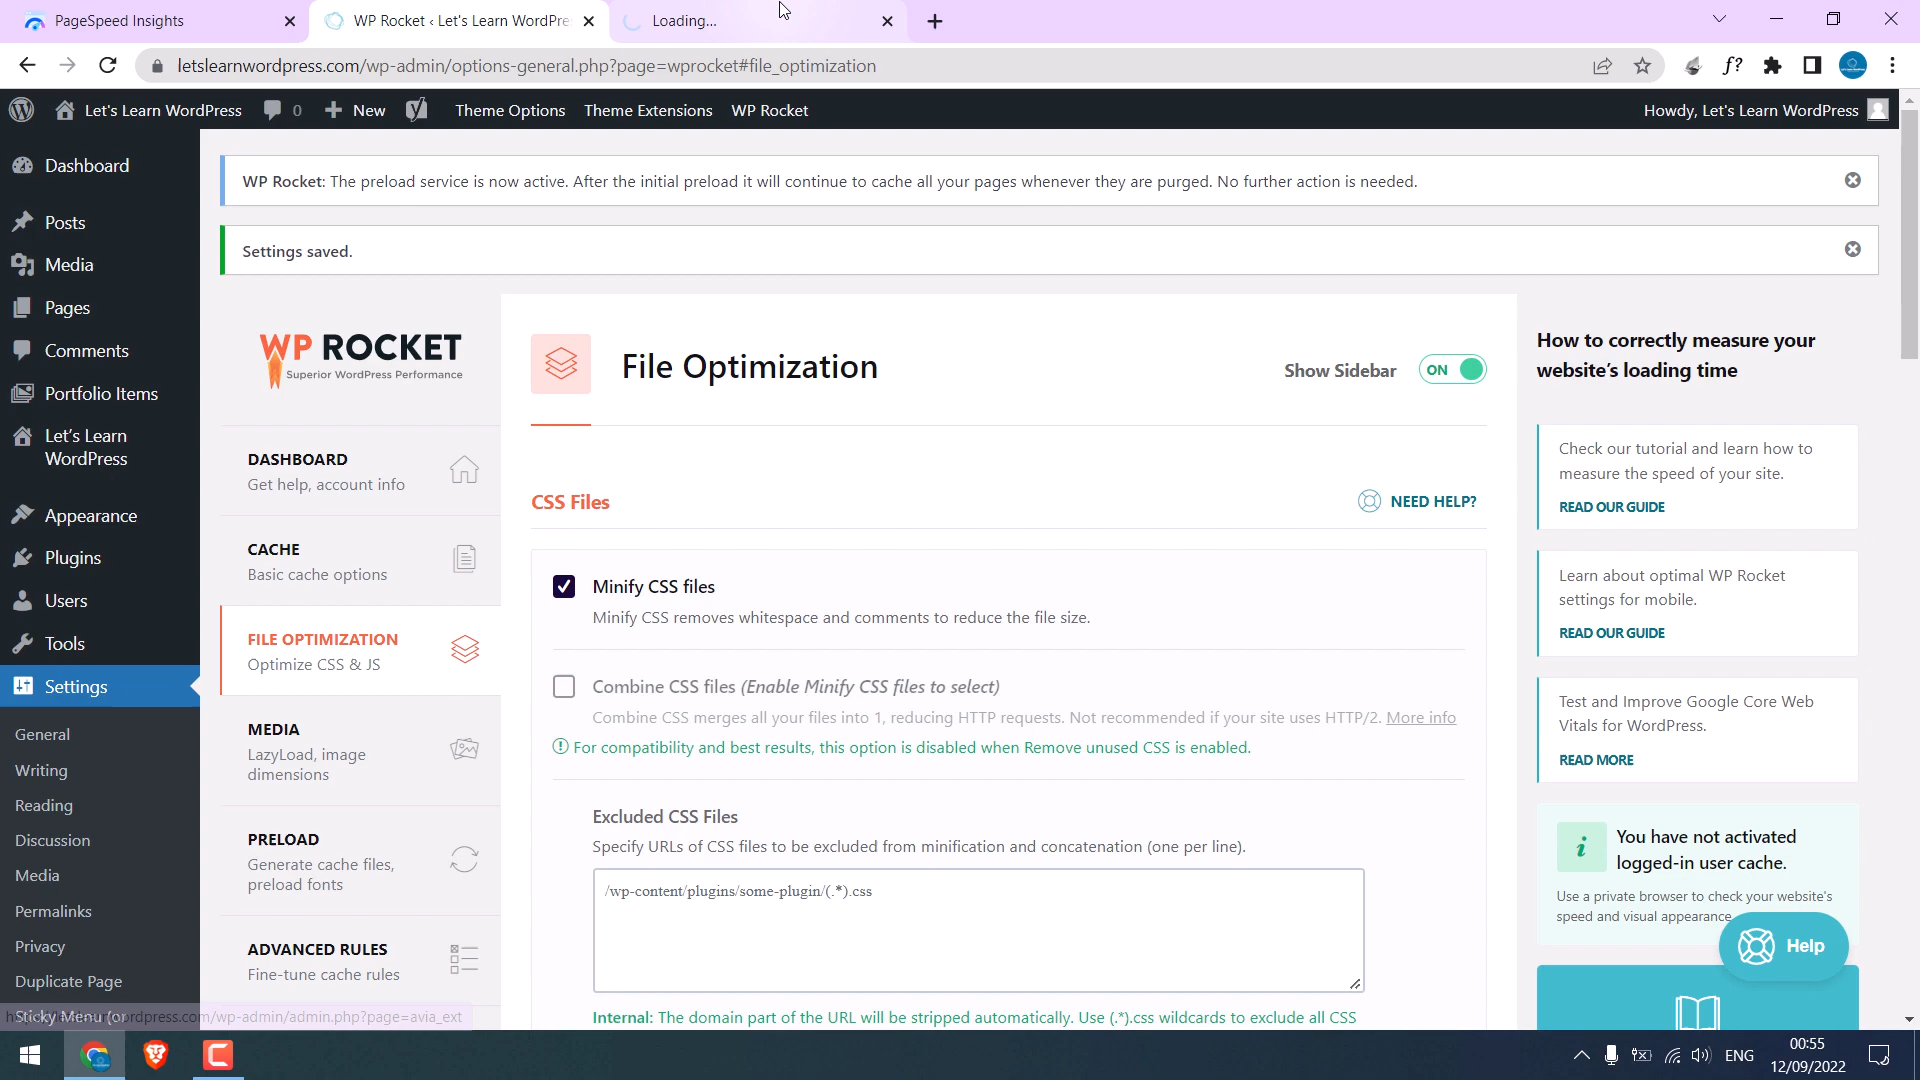 PageSpeed Insights
WP Rocket ‹ Let's Learn WordPre
Loading...
letslearnwordpress.com/wp-admin/options-general.php?page=wprocket#file_optimization
f?
Let's Learn WordPress
0
New
Theme Options
Theme Extensions
WP Rocket
Howdy, Let's Learn WordPress
Dashboard
Posts
Media
Pages
Comments
Portfolio Items
Let's Learn
WordPress
Appearance
Plugins
Users
Tools
Settings
General
Writing
Reading
Discussion
Media
Permalinks
Privacy
Duplicate Page
Sticky Menu (or
wordpress.com/wp-admin/admin.php?page=avia_ext
WP Rocket: The preload service is now active. After the initial preload it will continue to cache all your pages whenever they are purged. No further action is needed.
Settings saved.
WP ROCKET
Superior WordPress Performance
DASHBOARD
Get help, account info
CACHE
Basic cache options
FILE OPTIMIZATION
Optimize CSS & JS
MEDIA
LazyLoad, image
dimensions
PRELOAD
Generate cache files,
preload fonts
ADVANCED RULES
Fine-tune cache rules
File Optimization
Show Sidebar
ON
CSS Files
NEED HELP?
Minify CSS files
Minify CSS removes whitespace and comments to reduce the file size.
Combine CSS files (Enable Minify CSS files to select)
Combine CSS merges all your files into 1, reducing HTTP requests. Not recommended if your site uses HTTP/2. More info
For compatibility and best results, this option is disabled when Remove unused CSS is enabled.
Excluded CSS Files
Specify URLs of CSS files to be excluded from minification and concatenation (one per line).
/wp-content/plugins/some-plugin/(.*).css
Internal: The domain part of the URL will be stripped automatically. Use (.*).css wildcards to exclude all CSS
How to correctly measure your
website's loading time
Check our tutorial and learn how to
measure the speed of your site.
READ OUR GUIDE
Learn about optimal WP Rocket
settings for mobile.
READ OUR GUIDE
Test and Improve Google Core Web
Vitals for WordPress.
READ MORE
i
You have not activated
logged-in user cache.
Use a private browser to check your website's
speed and visual appearance
Help
ENG
00:55
12/09/2022